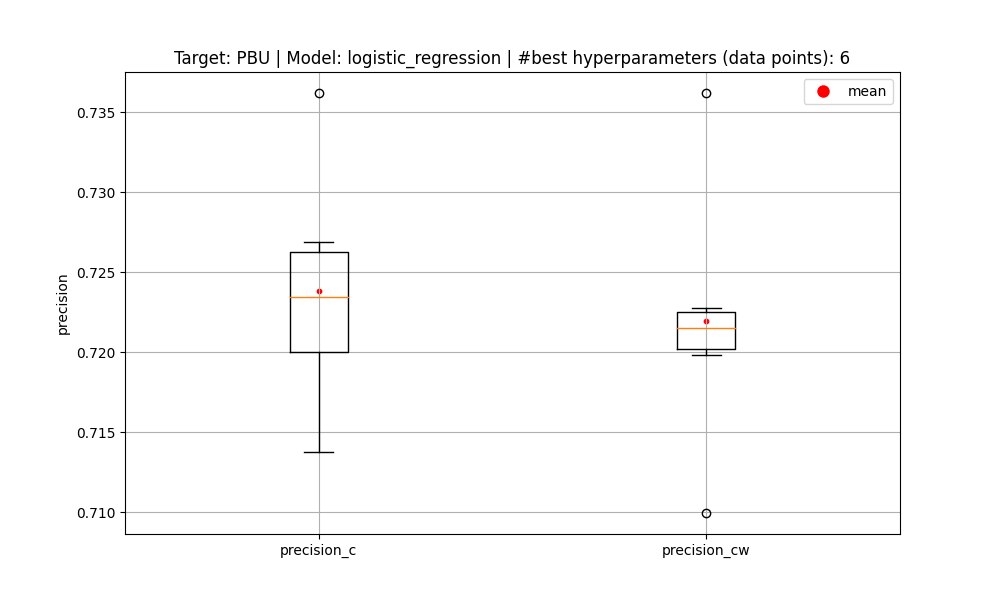 Target: PBU | Model: logistic_regression | #best hyperparameters (data points): 6
mean
precision
0.735
0.730
0.725
0.720
0.715
0.710
precision_c
precision_cw